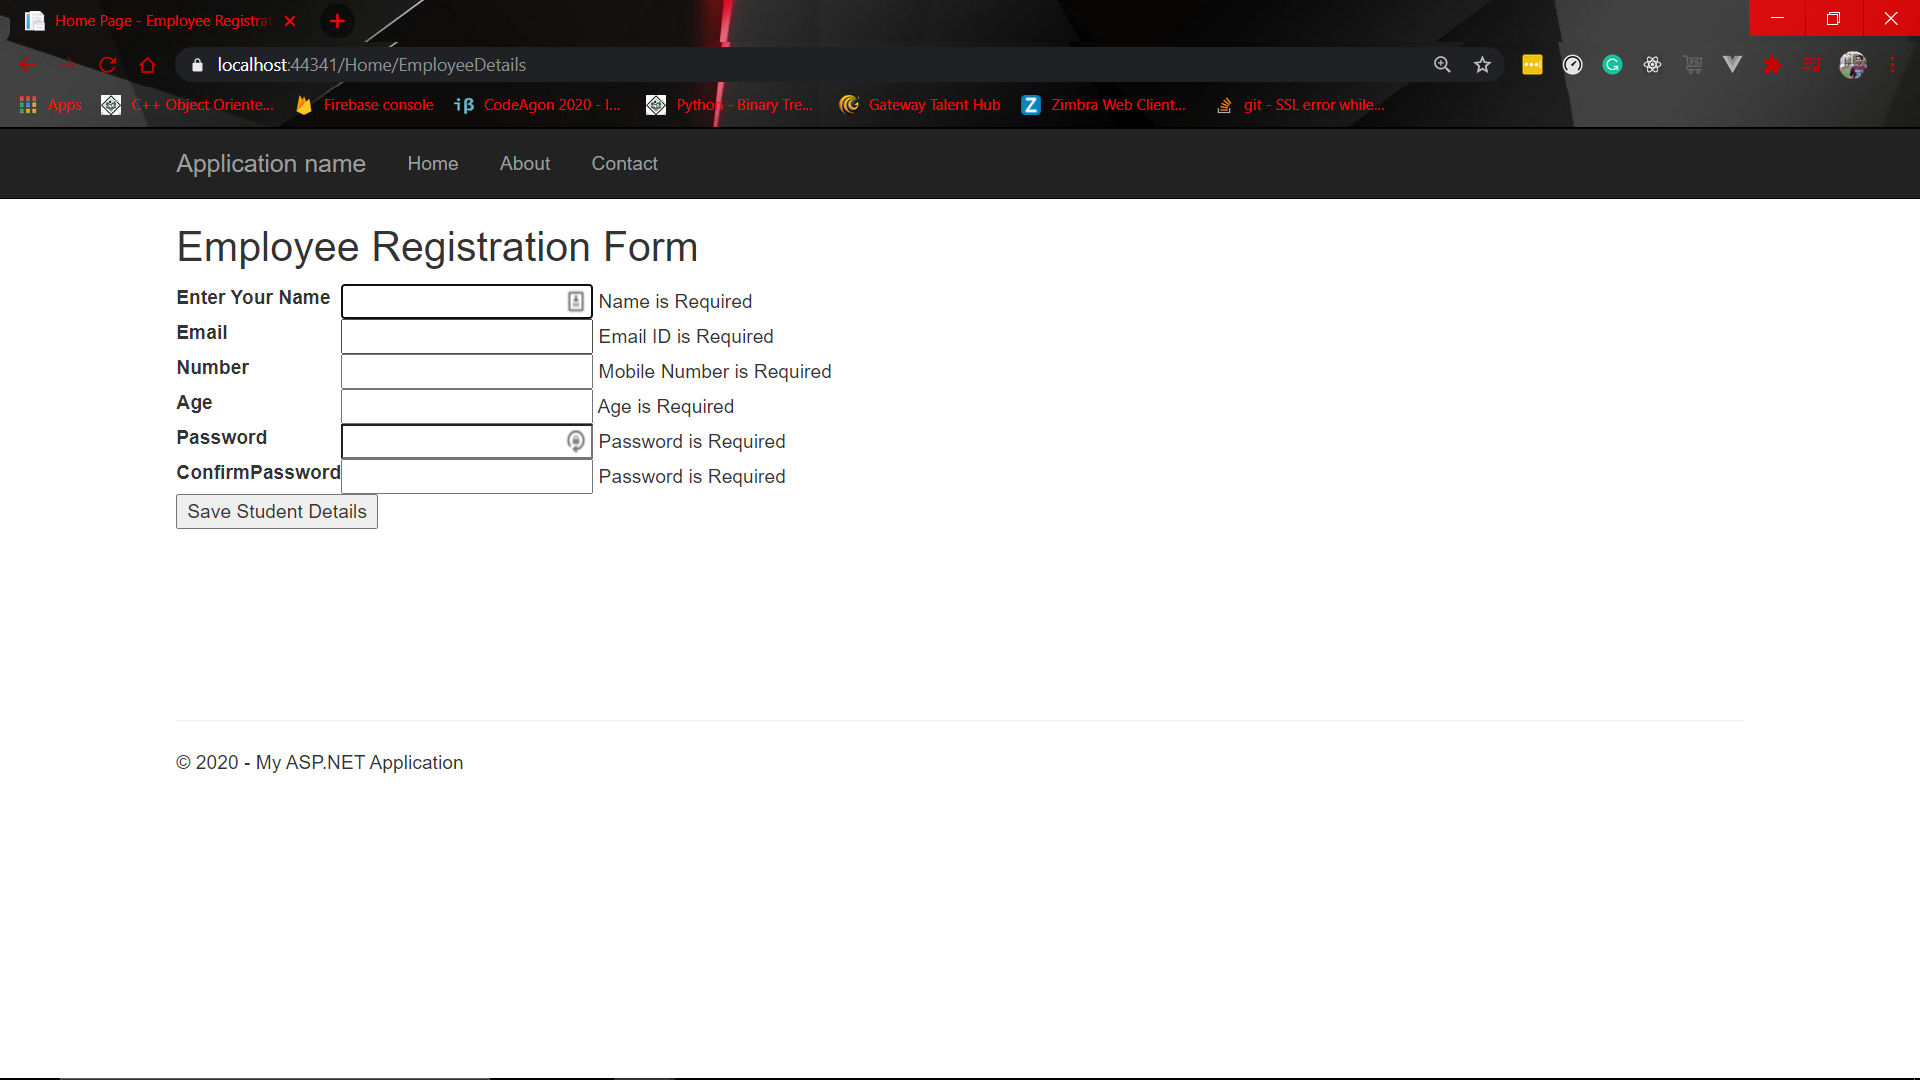 Home Page - Employee Registrat
localhost:44341/Home/EmployeeDetails
Apps C++ Object Oriente... Firebase console iβ CodeAgon 2020 - I... Python - Binary Tre... Gateway Talent Hub Z Zimbra Web Client... git - SSL error while...
Application name Home About Contact
Employee Registration Form
Enter Your Name Name is Required
Email Email ID is Required
Number Mobile Number is Required
Age Age is Required
Password Password is Required
ConfirmPassword Password is Required
Save Student Details
© 2020 - My ASP.NET Application